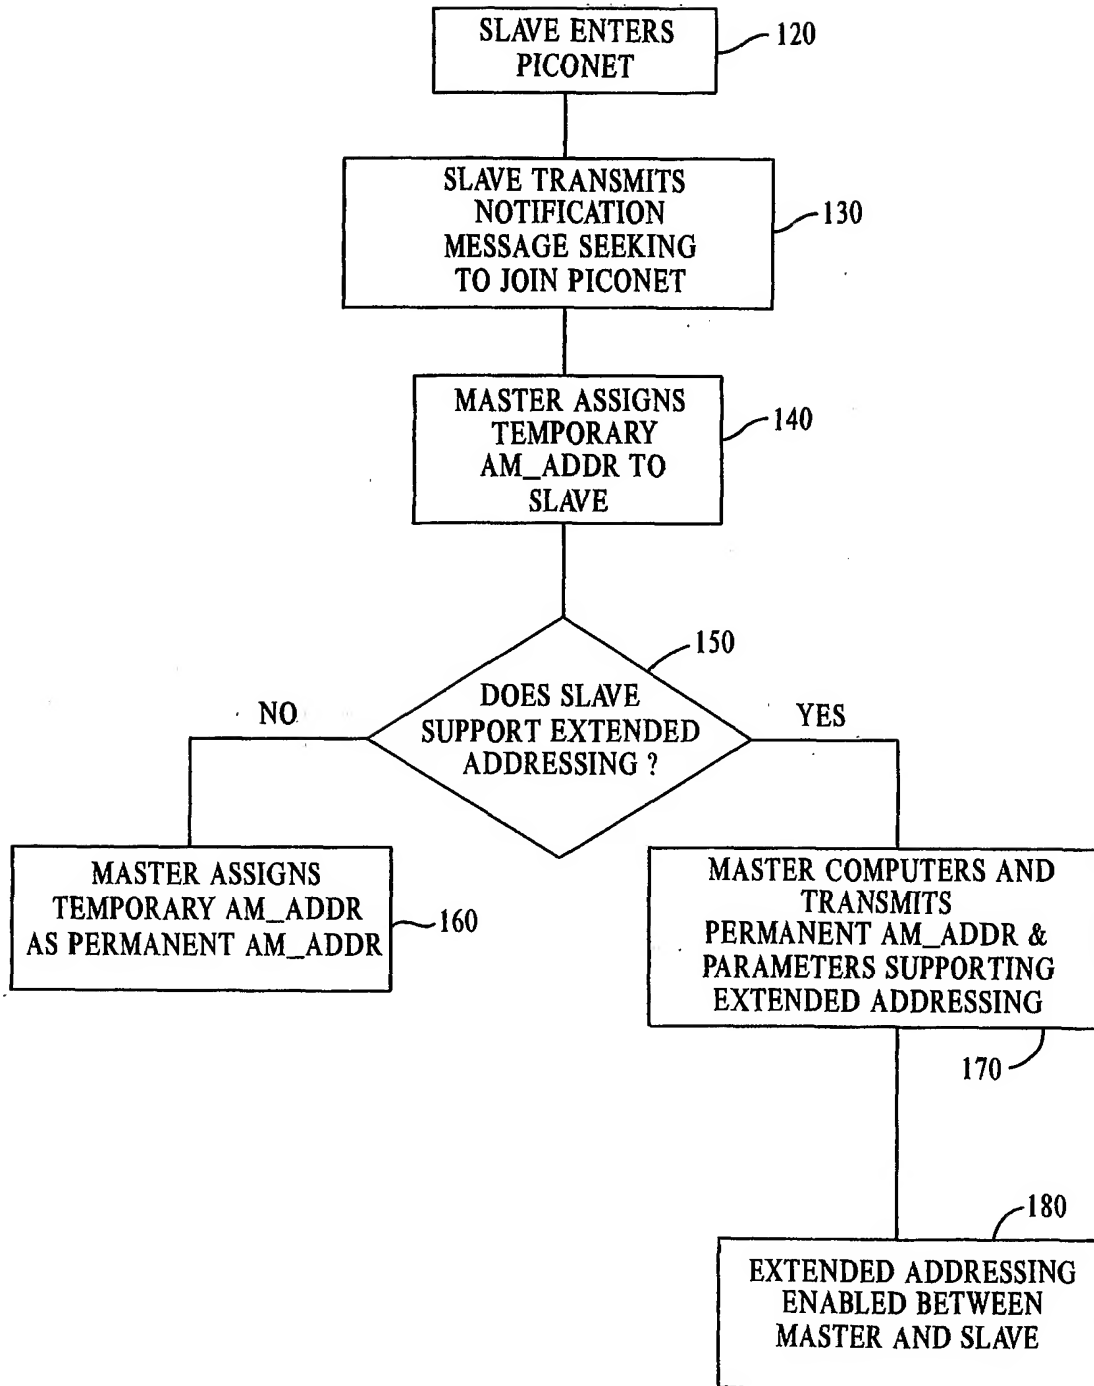 SLAVE ENTERS
PICONET
120
SLAVE TRANSMITS
NOTIFICATION
MESSAGE SEEKING
TO JOIN PICONET
130
MASTER ASSIGNS
TEMPORARY
AM_ADDR TO
SLAVE
140
150
DOES SLAVE
SUPPORT EXTENDED
ADDRESSING ?
NO
YES
MASTER ASSIGNS
TEMPORARY AM_ADDR
AS PERMANENT AM_ADDR
160
MASTER COMPUTERS AND
TRANSMITS
PERMANENT AM_ADDR &
PARAMETERS SUPPORTING
EXTENDED ADDRESSING
170
180
EXTENDED ADDRESSING
ENABLED BETWEEN
MASTER AND SLAVE